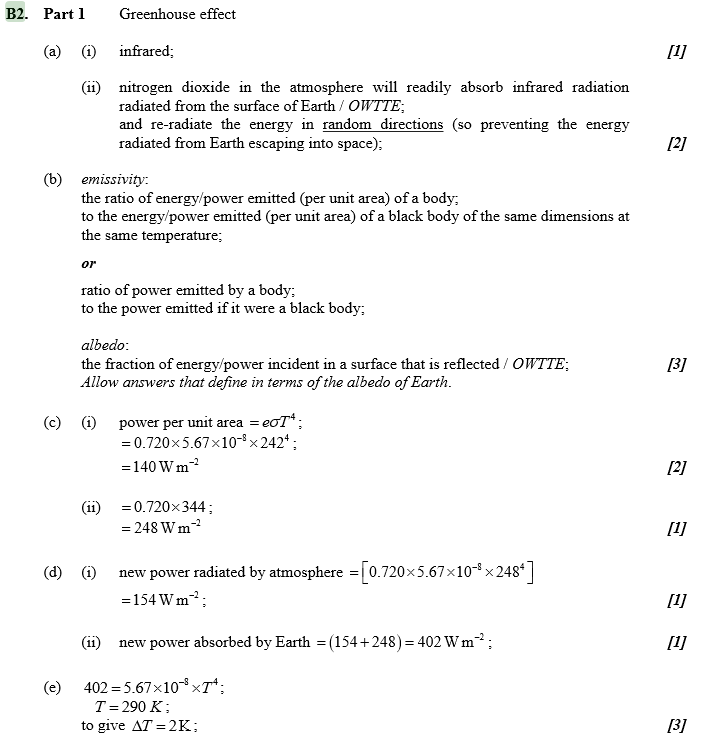 B2. Part 1 Greenhouse effect
(a) (i) infrared; [1]
(ii) nitrogen dioxide in the atmosphere will readily absorb infrared radiation
radiated from the surface of Earth / OWTTE;
and re-radiate the energy in random directions (so preventing the energy
radiated from Earth escaping into space); [2]
(b) emissivity:
the ratio of energy/power emitted (per unit area) of a body;
to the energy/power emitted (per unit area) of a black body of the same dimensions at
the same temperature;
or
ratio of power emitted by a body;
to the power emitted if it were a black body;
albedo:
the fraction of energy/power incident in a surface that is reflected / OWTTE; [3]
Allow answers that define in terms of the albedo of Earth.
(c) (i) power per unit area = eσT⁴;
= 0.720×5.67×10⁻⁸×242⁴;
= 140 W m⁻² [2]
(ii) = 0.720×344;
= 248 W m⁻² [1]
(d) (i) new power radiated by atmosphere = [0.720×5.67×10⁻⁸×248⁴]
= 154 W m⁻²; [1]
(ii) new power absorbed by Earth = (154+248) = 402 W m⁻²; [1]
(e) 402 = 5.67×10⁻⁸×T⁴;
T = 290 K;
to give ΔT = 2K; [3]